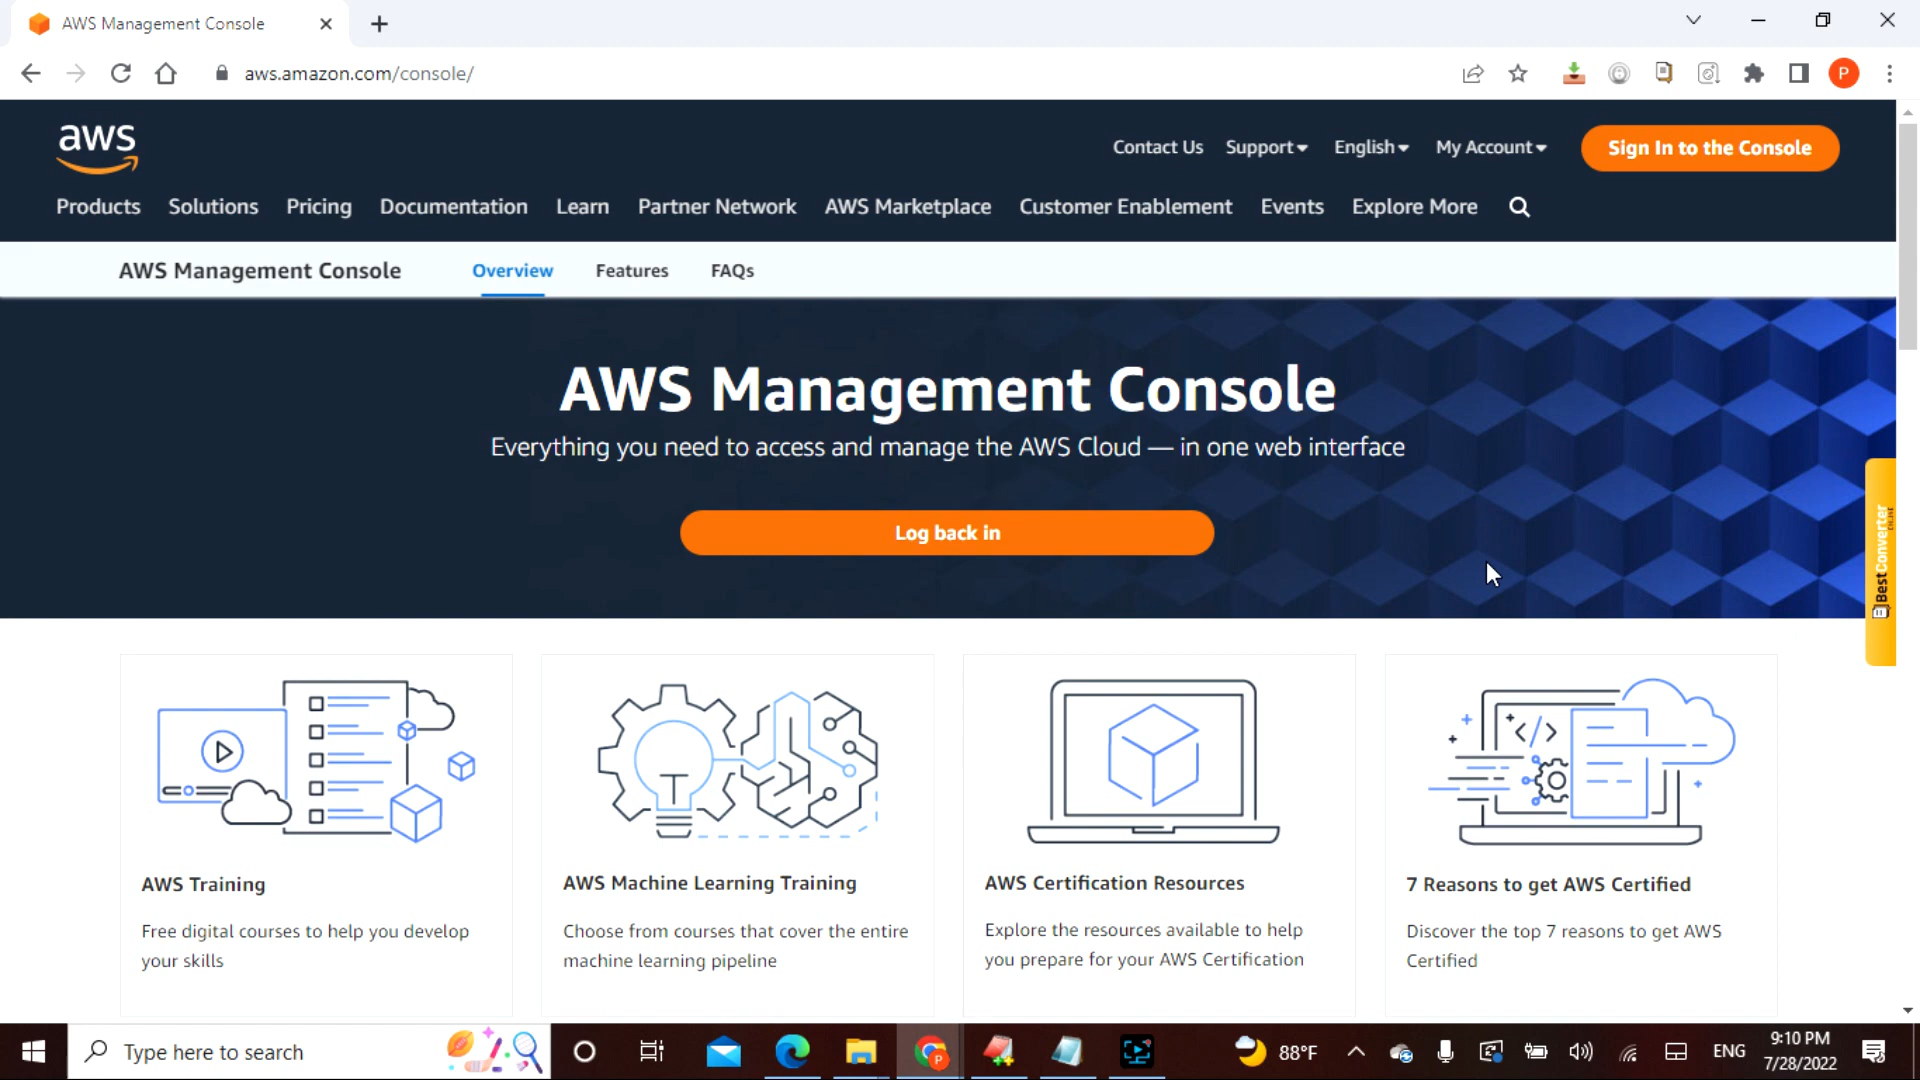 AWS Management Console
aws.amazon.com/console/
P
aws
Contact Us Support English My Account Sign In to the Console
Products Solutions Pricing Documentation Learn Partner Network AWS Marketplace Customer Enablement Events Explore More
AWS Management Console Overview Features FAQs
AWS Management Console
Everything you need to access and manage the AWS Cloud — in one web interface
Log back in
BestConverter
AWS Training
Free digital courses to help you develop
your skills
AWS Machine Learning Training
Choose from courses that cover the entire
machine learning pipeline
AWS Certification Resources
Explore the resources available to help
you prepare for your AWS Certification
</>
7 Reasons to get AWS Certified
Discover the top 7 reasons to get AWS
Certified
Type here to search
P
88°F
ENG
9:10 PM
7/28/2022